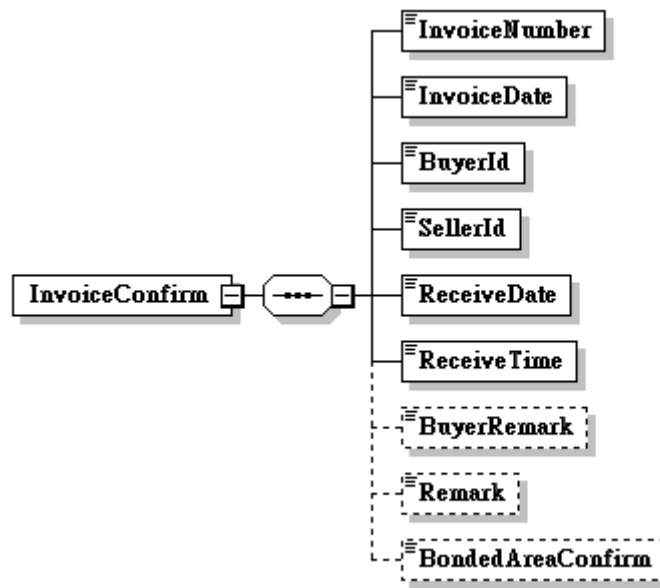 InvoiceNumber
InvoiceDate
BuyerId
SellerId
InvoiceConfirm
ReceiveDate
ReceiveTime
BuyerRemark
Remark
BondedAreaConfirm